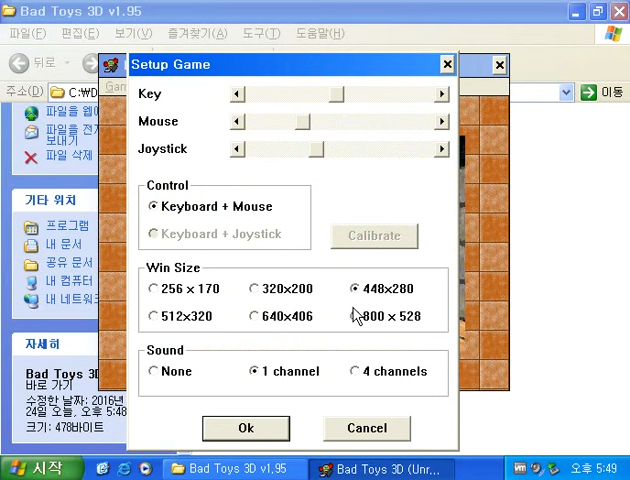 Bad Toys 3D v1.95
파일(F) 편집(E) 보기(V) 즐겨찾기(A) 도구(T) 도움말(H)
뒤로
주소(D) C:\
이동
파일을
파일을
보내기
파일 삭제
기타 위치
프로그램
내 문서
공유 문서
내 컴퓨터
내 네트워크
자세히
Bad Toys
바로 가기
수정한 날짜: 2016년
24일 오늘, 오후 5:48
크기: 478바이트
Setup Game
Key
Mouse
Joystick
Control
Keyboard + Mouse
Keyboard + Joystick
Calibrate
Win Size
256 x 170 320x200 448x280
512x320 640x406 800 x 528
Sound
None 1 channel 4 channels
Ok Cancel
시작
Bad Toys 3D v1,95
Bad Toys 3D (Unr...
오후 5:49